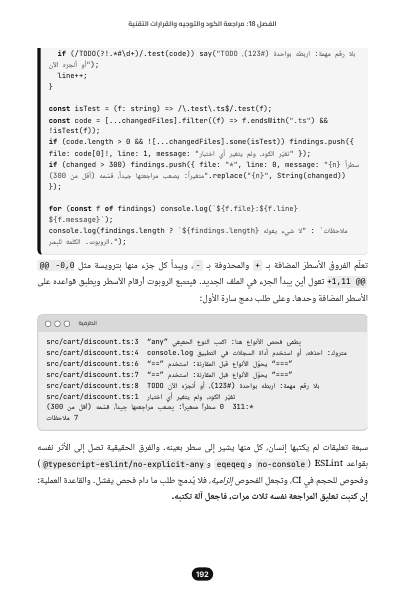 الفصل 18: مراجعة الكود والتوجيه والقرارات التقنية
if (/TODO(?!.*#\d+)/.test(code)) say("TODO بلا رقم مهمة: اربطه بواحدة (#123)،
أو أنجزه الآن");
line++;
}
const isTest = (f: string) => /\.test\.ts$/.test(f);
const code = [...changedFiles].filter((f) => f.endsWith(".ts") &&
!isTest(f));
if (code.length > 0 && ![...changedFiles].some(isTest)) findings.push({
file: code[0]!, line: 1, message: "تغيّر الكود، ولم يتغير أي اختبار" });
if (changed > 300) findings.push({ file: "*", line: 0, message: "{n} سطراً
متغيراً: يصعب مراجعتها جيداً، قسّمه (أقل من 300)".replace("{n}", String(changed))
});
for (const f of findings) console.log(`${f.file}:${f.line}
${f.message}`);
console.log(findings.length ? `${findings.length} ملاحظات` : "لا شيء يقوله
الروبوت. الكلمة للبشر.");
تعلّم الفروقُ الأسطرَ المضافة بـ + والمحذوفة بـ -، ويبدأ كل جزء منها بترويسة مثل @@ -0,0
+1,11 @@ تقول أين يبدأ الجزء في الملف الجديد. فيتتبع الروبوت أرقام الأسطر ويطبق قواعده على
الأسطر المضافة وحدها. وعلى طلب دمج سارة الأول:
الطرفية
src/cart/discount.ts:3 "any" يطفئ فحص الأنواع هنا: اكتب النوع الحقيقي
src/cart/discount.ts:4 console.log متروك: احذفه، أو استخدم أداة السجلات في التطبيق
src/cart/discount.ts:6 "==" يحوّل الأنواع قبل المقارنة: استخدم "==="
src/cart/discount.ts:7 "==" يحوّل الأنواع قبل المقارنة: استخدم "==="
src/cart/discount.ts:8 TODO بلا رقم مهمة: اربطه بواحدة (#123)، أو أنجزه الآن
src/cart/discount.ts:1 تغيّر الكود، ولم يتغير أي اختبار
*:0 311 سطراً متغيراً: يصعب مراجعتها جيداً، قسّمه (أقل من 300)
7 ملاحظات
سبعة تعليقات لم يكتبها إنسان، كل منها يشير إلى سطر بعينه. والفرق الحقيقية تصل إلى الأثر نفسه
بقواعد ESLint (no-console و eqeqeq و @typescript-eslint/no-explicit-any)
وفحوص للحجم في CI، وتجعل الفحوص إلزامية، فلا يُدمج طلب ما دام فحص يفشل. والقاعدة العملية:
إن كتبت تعليق المراجعة نفسه ثلاث مرات، فاجعل آلة تكتبه.
192